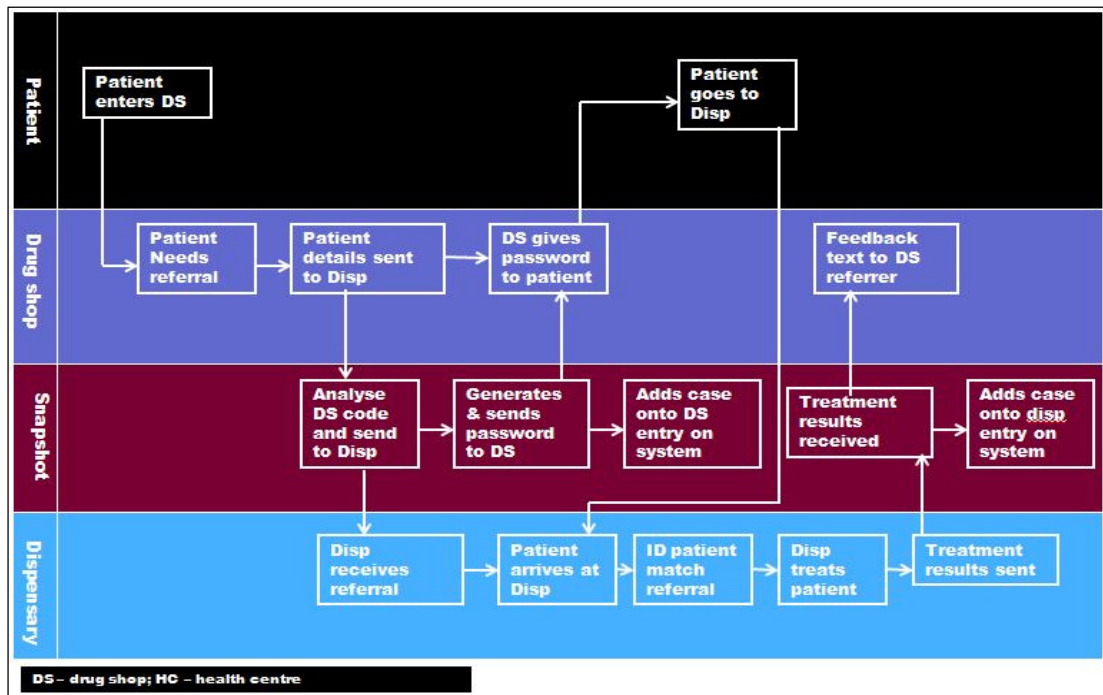 Patient
Patient
enters DS
Patient
goes to
Disp
Drug shop
Patient
Needs
referral
Patient
details sent
to Disp
DS gives
password
to patient
Feedback
text to DS
referrer
Snapshot
Analyse
DS code
and send
to Disp
Generates
& sends
password
to DS
Adds case
onto DS
entry on
system
Treatment
results
received
Adds case
onto disp
entry on
system
Dispensary
Disp
receives
referral
Patient
arrives at
Disp
ID patient
match
referral
Disp
treats
patient
Treatment
results sent
DS – drug shop; HC – health centre